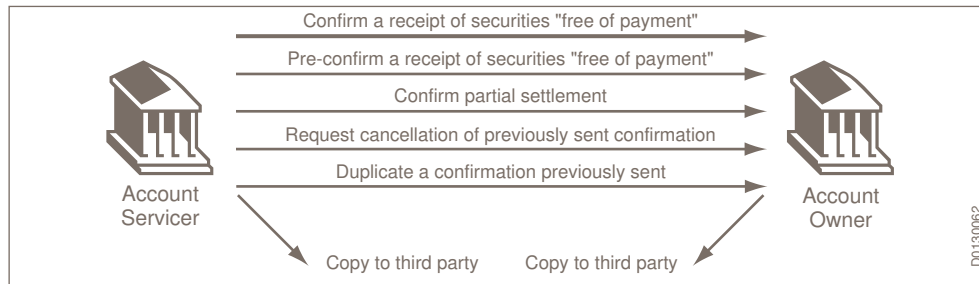 Confirm a receipt of securities "free of payment"
Pre-confirm a receipt of securities "free of payment"
Confirm partial settlement
Request cancellation of previously sent confirmation
Duplicate a confirmation previously sent
Account
Servicer
Account
Owner
Copy to third party
Copy to third party
D0130062